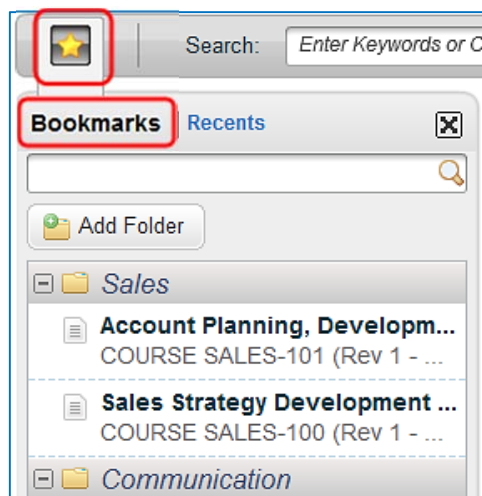 Search: Enter Keywords or C
Bookmarks Recents
Add Folder
Sales
Account Planning, Developm...
COURSE SALES-101 (Rev 1 - ...
Sales Strategy Development ...
COURSE SALES-100 (Rev 1 - ...
Communication